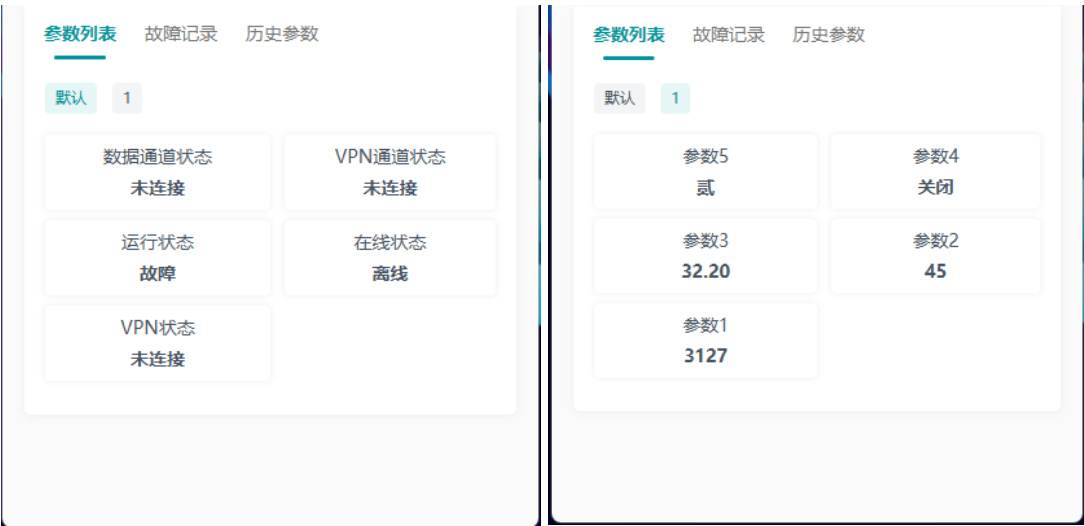 参数列表 故障记录 历史参数
默认 1
数据通道状态 VPN通道状态
未连接 未连接
运行状态 在线状态
故障 离线
VPN状态
未连接
参数列表 故障记录 历史参数
默认 1
参数5 参数4
贰 关闭
参数3 参数2
32.20 45
参数1
3127